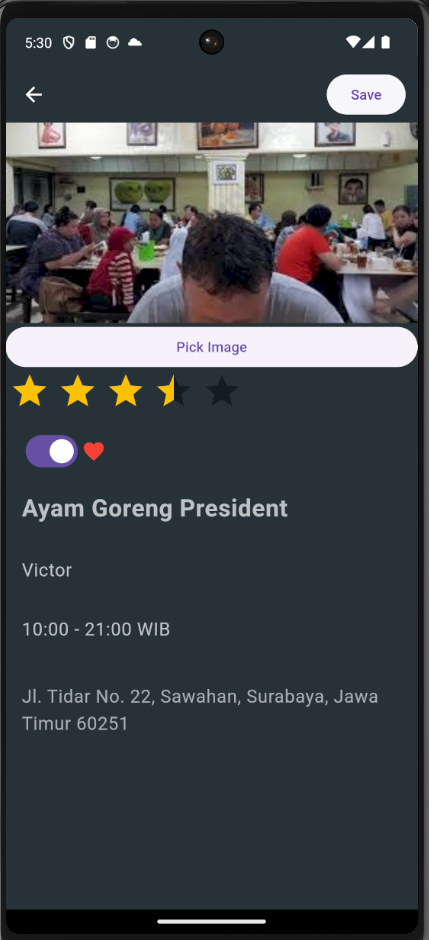 5:30
Save
Pick Image
Ayam Goreng President
Victor
10:00 - 21:00 WIB
Jl. Tidar No. 22, Sawahan, Surabaya, Jawa
Timur 60251